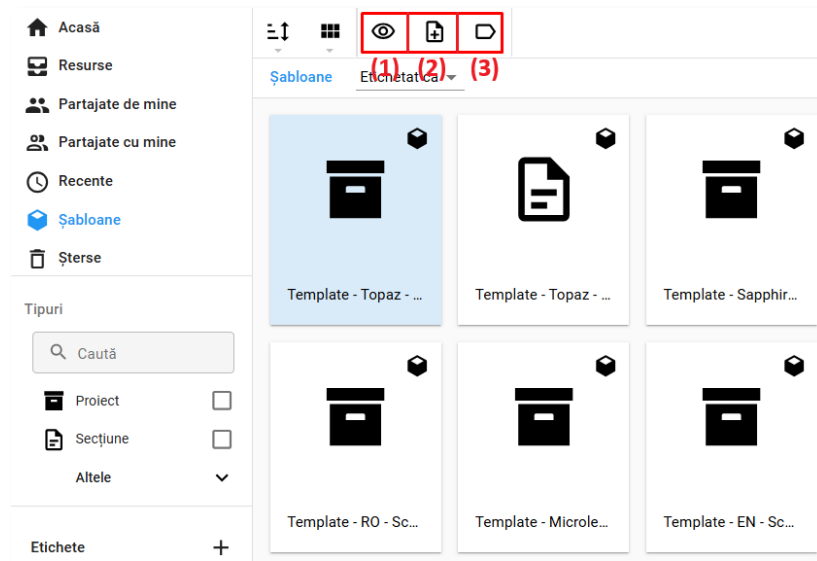 Acasă
Resurse
Partajate de mine
Partajate cu mine
Recente
Șabloane
Șterse
Tipuri
Caută
Proiect
Secțiune
Altele
Etichete
(1) (2) (3)
Șabloane Etichetat ca
Template - Topaz - ... Template - Topaz - ... Template - Sapphir...
Template - RO - Sc... Template - Microle... Template - EN - Sc...